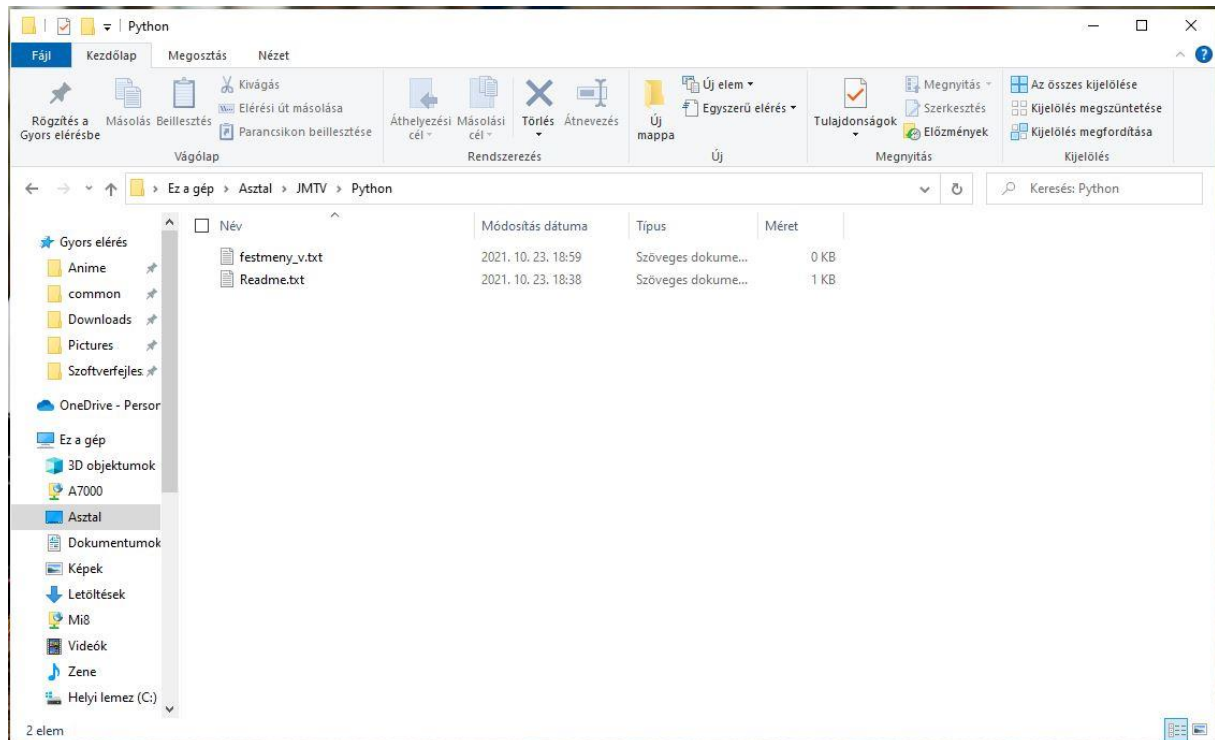 Python
Fájl Kezdőlap Megosztás Nézet
Rögzítés a Gyors elérésbe
Másolás
Beillesztés
Kivágás
Elérési út másolása
Parancsikon beillesztése
Vágólap
Áthelyezési cél
Másolási cél
Törlés
Átnevezés
Rendszerezés
Új mappa
Új elem
Egyszerű elérés
Új
Tulajdonságok
Megnyitás
Szerkesztés
Előzmények
Megnyitás
Az összes kijelölése
Kijelölés megszüntetése
Kijelölés megfordítása
Kijelölés
Ez a gép > Asztal > JMTV > Python
Keresés: Python
Gyors elérés
Anime
common
Downloads
Pictures
Szoftverfejles
OneDrive - Persor
Ez a gép
3D objektumok
A7000
Asztal
Dokumentumok
Képek
Letöltések
Mi8
Videók
Zene
Helyi lemez (C:)
Név Módosítás dátuma Típus Méret
festmeny_v.txt 2021. 10. 23. 18:59 Szöveges dokume... 0 KB
Readme.txt 2021. 10. 23. 18:38 Szöveges dokume... 1 KB
2 elem